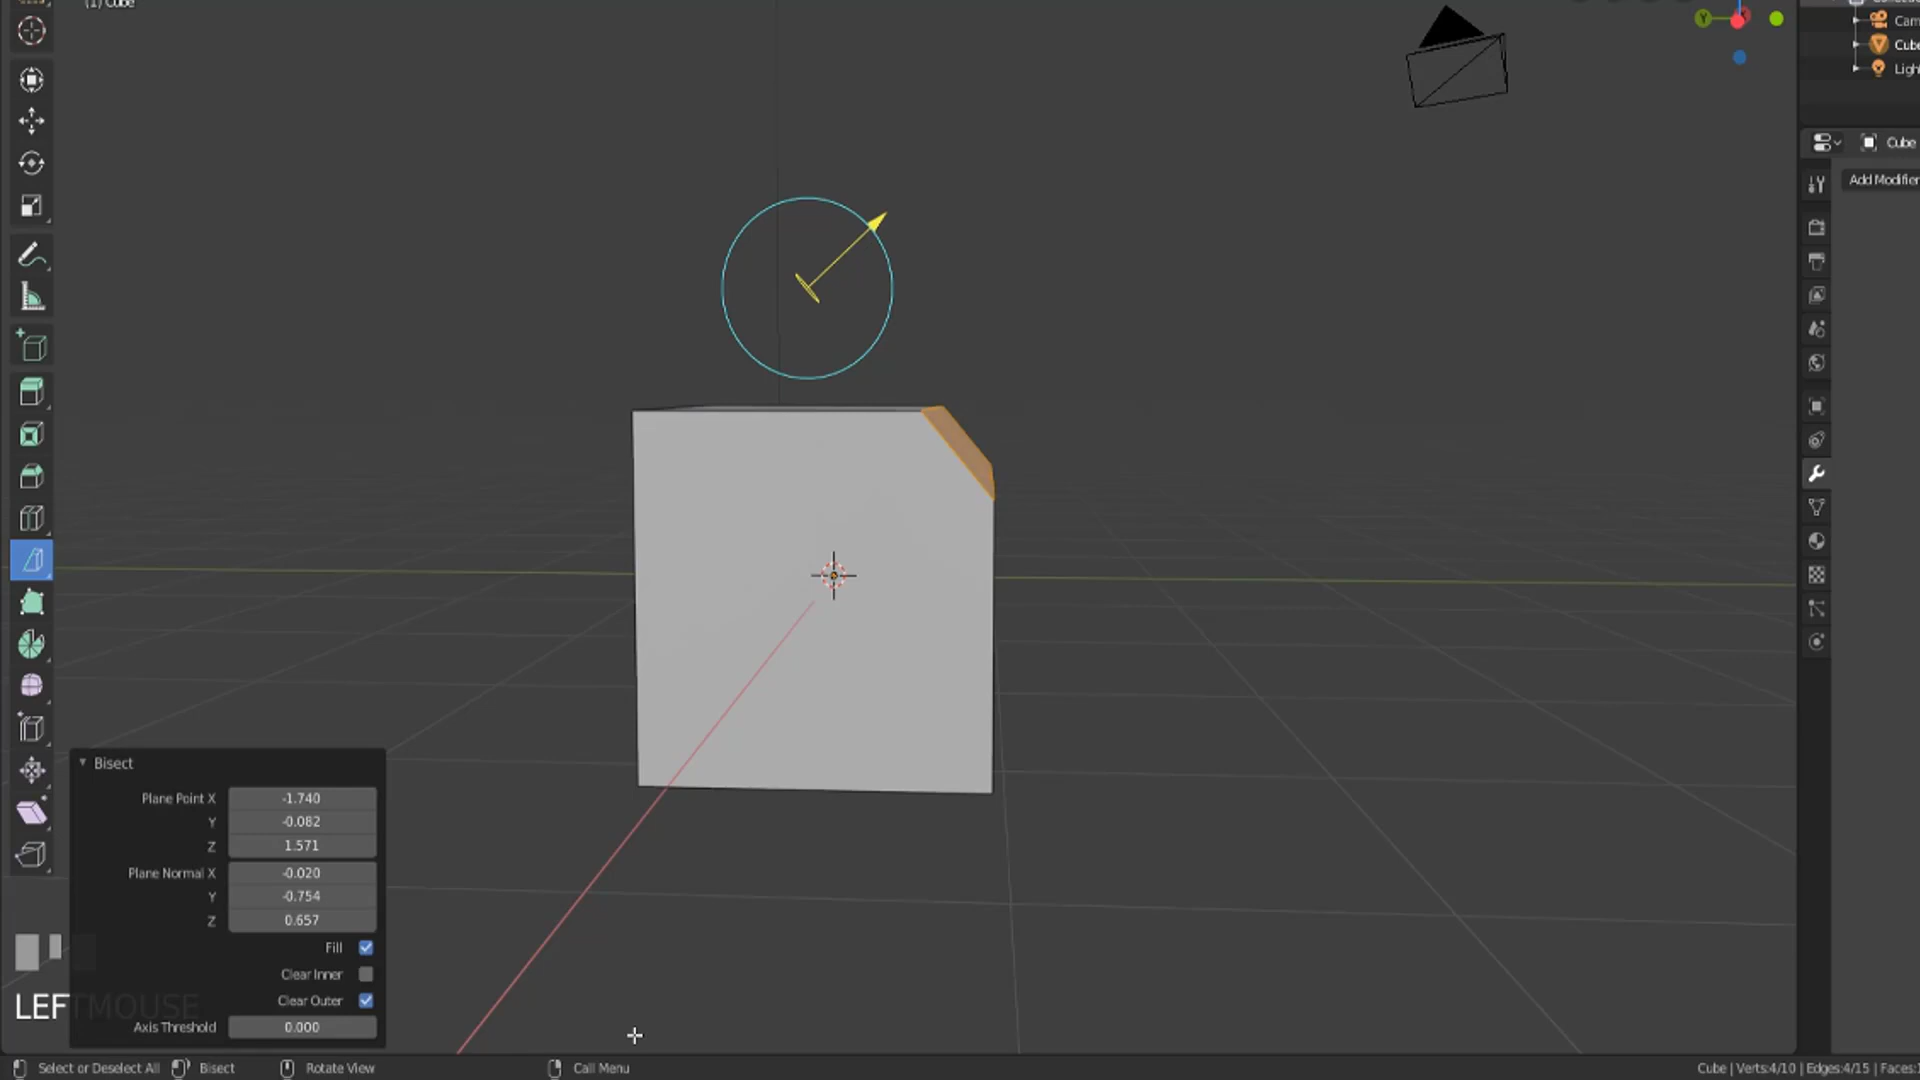 (1) Cube
Y
Cam
Cube
Ligh
Cube
Add Modifier
Bisect
Plane Point X -1.740
Y -0.082
Z 1.571
Plane Normal X -0.020
Y -0.754
Z 0.657
Fill
Clear Inner
Clear Outer
Axis Threshold 0.000
LEFTMOUSE
Select or Deselect All Bisect Rotate View Call Menu Cube | Verts:4/10 | Edges:4/15 | Faces:1